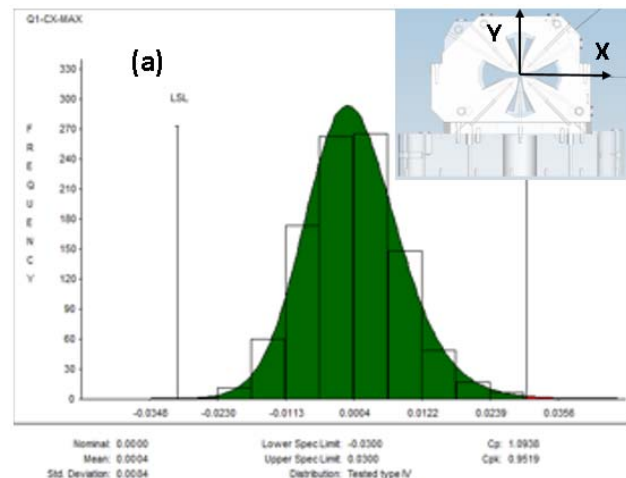 Q1-CX-MAX
(a)
Y
X
LSL
F
R
E
Q
U
E
N
C
Y
330
300
270
240
210
180
150
120
90
60
30
0
-0.0348 -0.0230 -0.0113 0.0004 0.0122 0.0239 0.0356
Nominal: 0.0000 Lower Spec Limit: -0.0300 Cp: 1.0938
Mean: 0.0004 Upper Spec Limit: 0.0300 Cpk: 0.9519
Std. Deviation: 0.0084 Distribution: Tested type IV